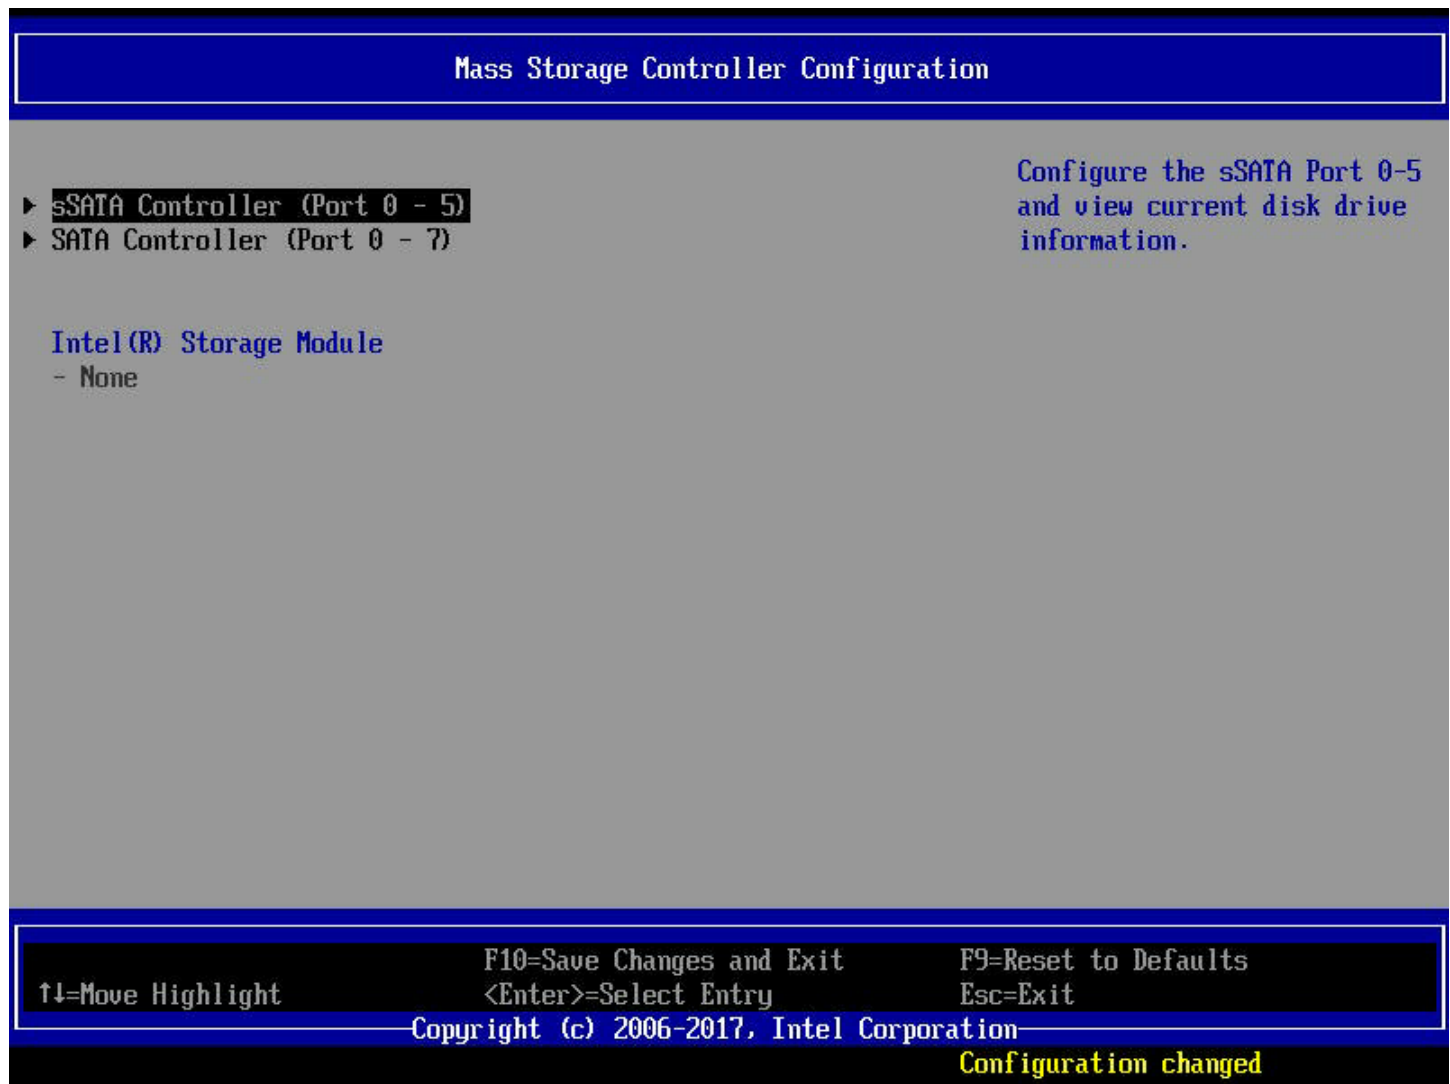 Mass Storage Controller Configuration
▶ sSATA Controller (Port 0 - 5)
▶ SATA Controller (Port 0 - 7)
Intel(R) Storage Module
- None
Configure the sSATA Port 0-5
and view current disk drive
information.
F10=Save Changes and Exit F9=Reset to Defaults
↑↓=Move Highlight <Enter>=Select Entry Esc=Exit
Copyright (c) 2006-2017, Intel Corporation
Configuration changed